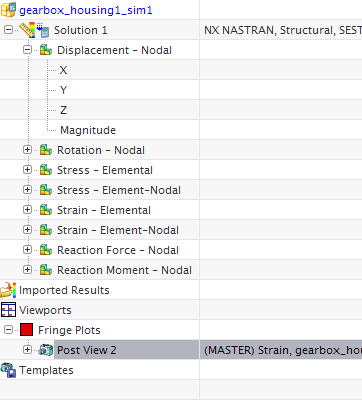 gearbox_housing1_sim1
Solution 1 NX NASTRAN, Structural, SEST
Displacement – Nodal
X
Y
Z
Magnitude
Rotation – Nodal
Stress – Elemental
Stress – Element-Nodal
Strain – Elemental
Strain – Element-Nodal
Reaction Force – Nodal
Reaction Moment – Nodal
Imported Results
Viewports
Fringe Plots
Post View 2 (MASTER) Strain, gearbox_hou
Templates